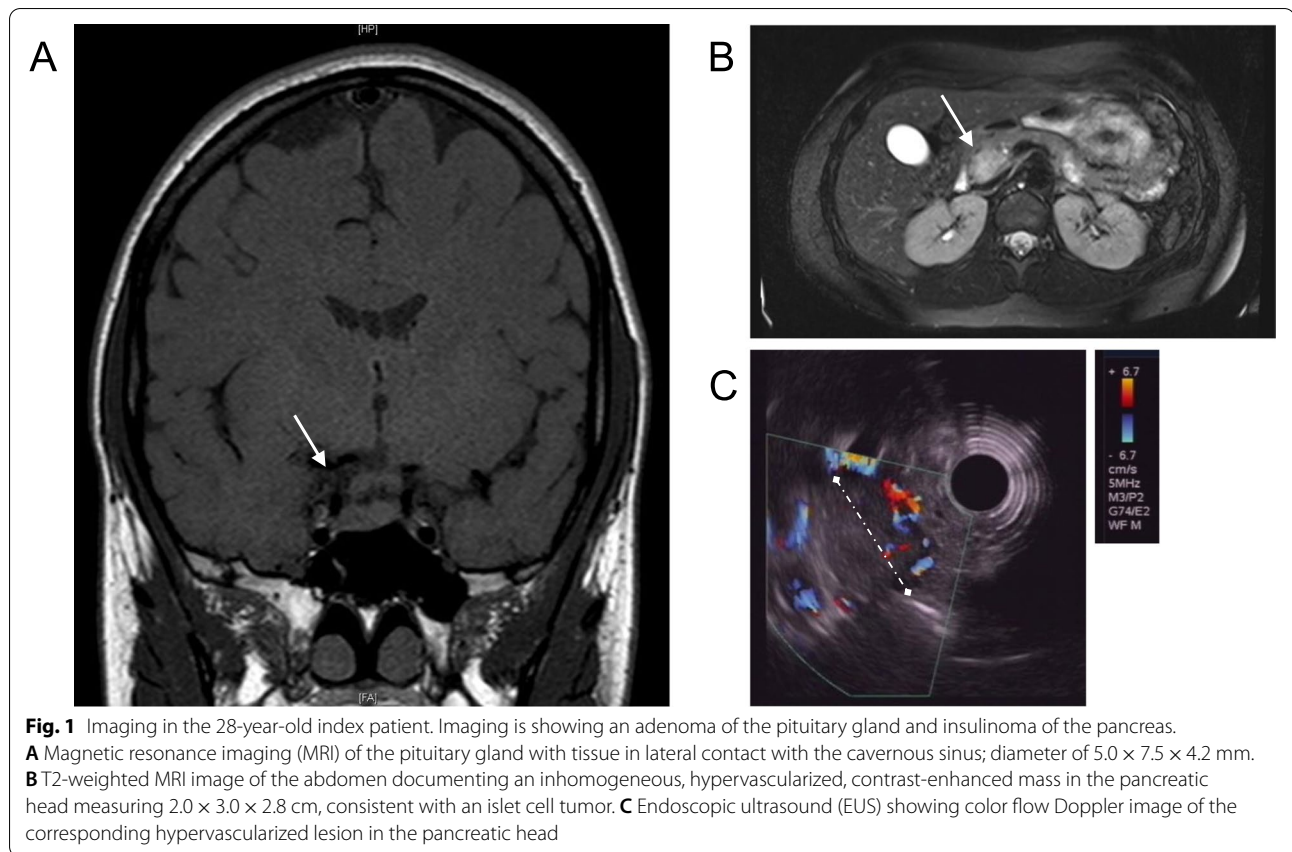 A
[HP]
[FA]
B
C
+ 6.7
- 6.7
cm/s
5MHz
M3/P2
G74/E2
WF M
Fig. 1 Imaging in the 28-year-old index patient. Imaging is showing an adenoma of the pituitary gland and insulinoma of the pancreas.
A Magnetic resonance imaging (MRI) of the pituitary gland with tissue in lateral contact with the cavernous sinus; diameter of 5.0 × 7.5 × 4.2 mm.
B T2-weighted MRI image of the abdomen documenting an inhomogeneous, hypervascularized, contrast-enhanced mass in the pancreatic
head measuring 2.0 × 3.0 × 2.8 cm, consistent with an islet cell tumor. C Endoscopic ultrasound (EUS) showing color flow Doppler image of the
corresponding hypervascularized lesion in the pancreatic head